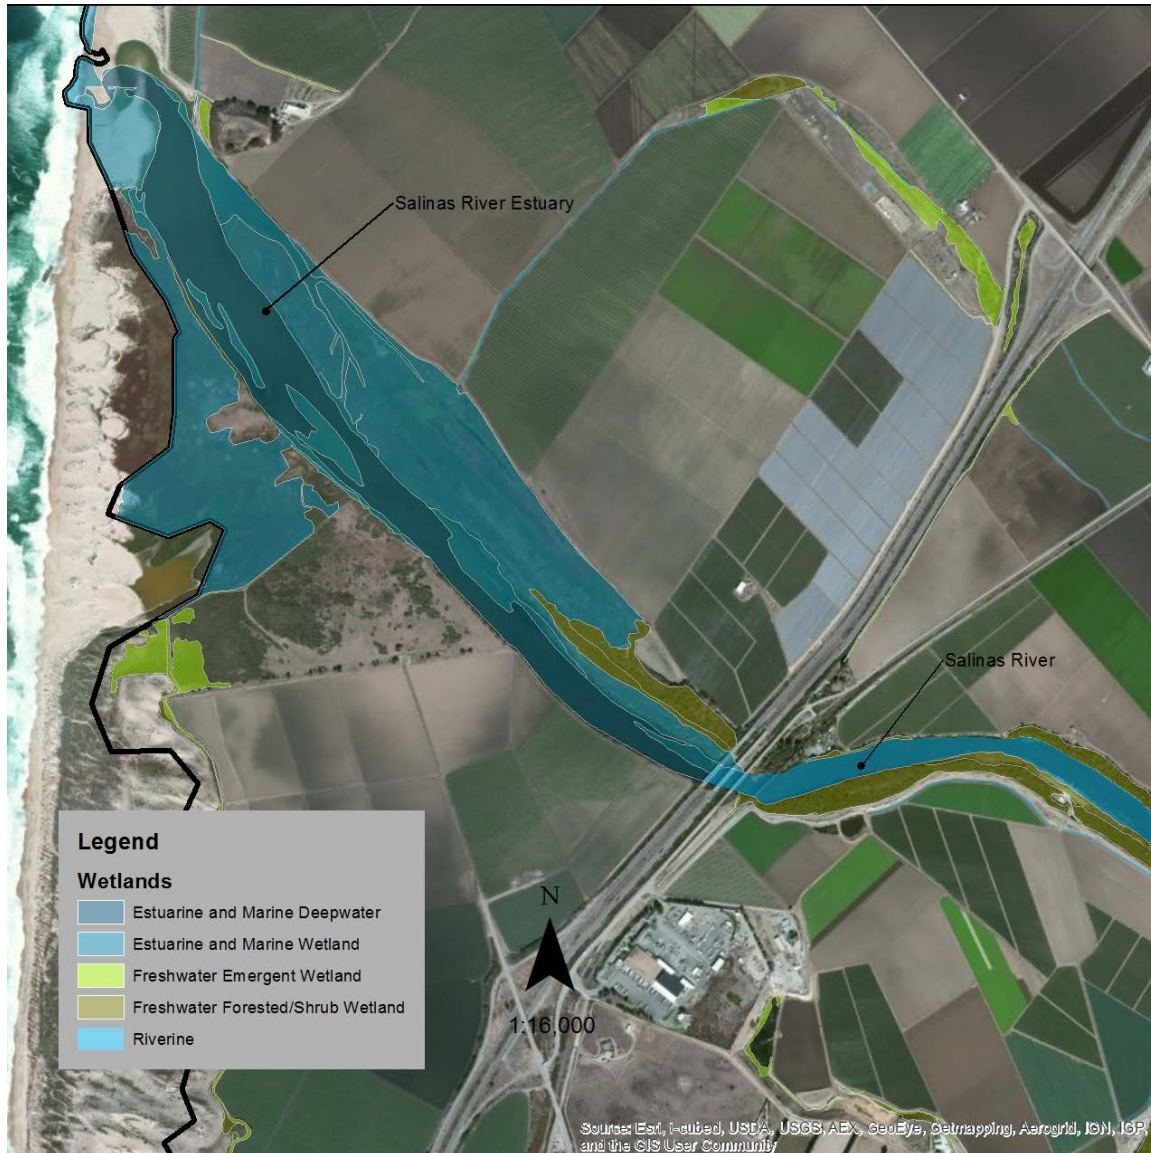 Salinas River Estuary
Salinas River
Legend
Wetlands
Estuarine and Marine Deepwater
Estuarine and Marine Wetland
Freshwater Emergent Wetland
Freshwater Forested/Shrub Wetland
Riverine
N
1:16,000
Source: Esri, i-cubed, USDA, USGS, AEX, GeoEye, Getmapping, Aerogrid, IGN, IGP,
and the GIS User Community